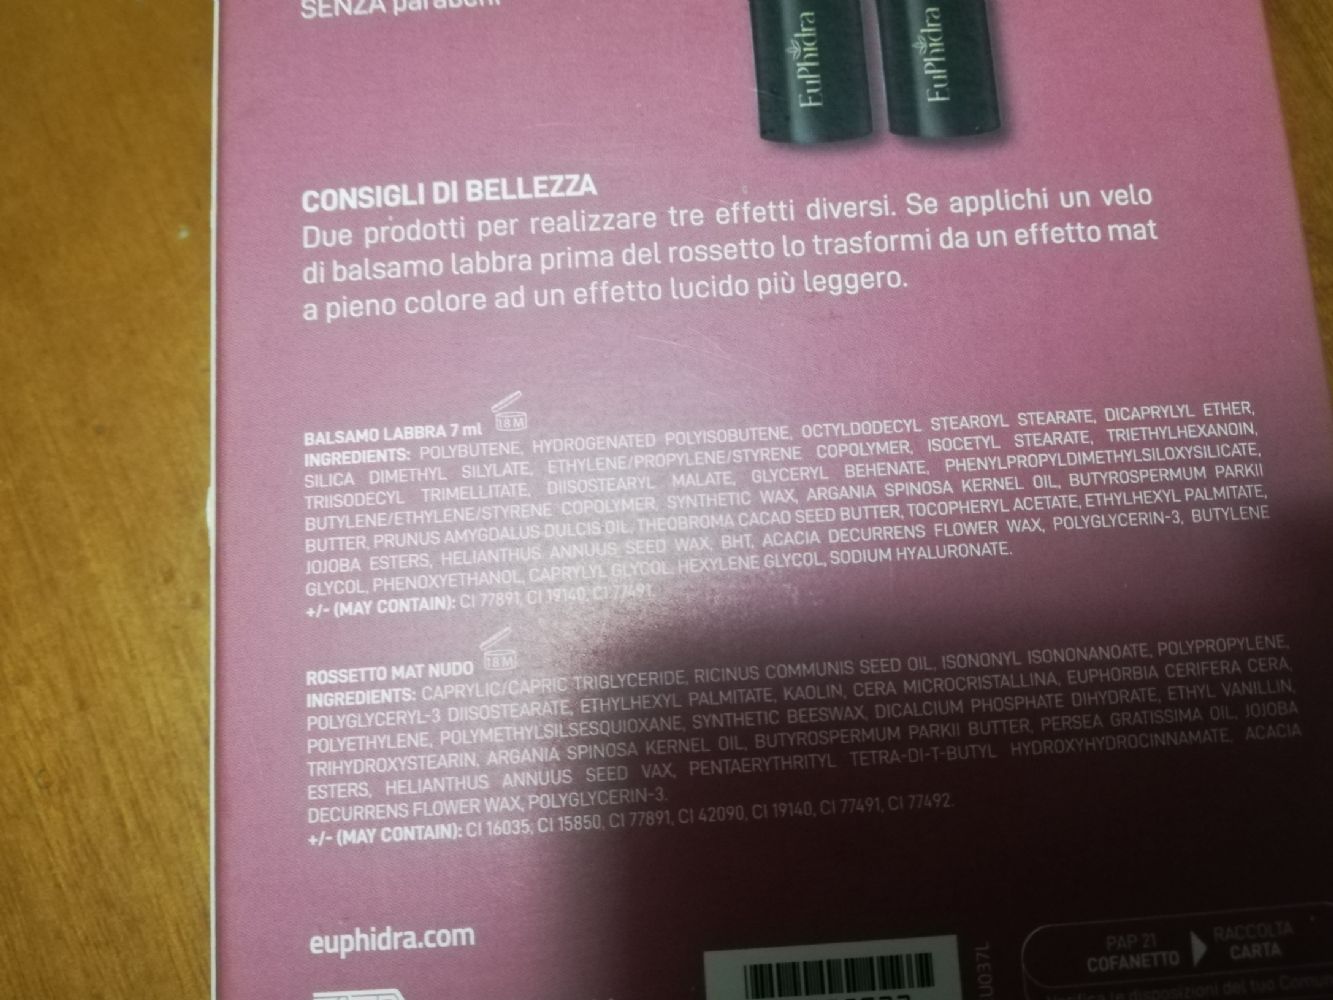 SENZA parabeni
EuPhidra
EuPhidra
CONSIGLI DI BELLEZZA
Due prodotti per realizzare tre effetti diversi. Se applichi un velo
di balsamo labbra prima del rossetto lo trasformi da un effetto mat
a pieno colore ad un effetto lucido più leggero.
BALSAMO LABBRA 7 ml 18M
INGREDIENTS: POLYBUTENE, HYDROGENATED POLYISOBUTENE, OCTYLDODECYL STEAROYL STEARATE, DICAPRYLYL ETHER,
SILICA DIMETHYL SILYLATE, ETHYLENE/PROPYLENE/STYRENE COPOLYMER, ISOCETYL STEARATE, TRIETHYLHEXANOIN,
TRIISODECYL TRIMELLITATE, DIISOSTEARYL MALATE, GLYCERYL BEHENATE, PHENYLPROPYLDIMETHYLSILOXYSILICATE,
BUTYLENE/ETHYLENE/STYRENE COPOLYMER, SYNTHETIC WAX, ARGANIA SPINOSA KERNEL OIL, BUTYROSPERMUM PARKII
BUTTER, PRUNUS AMYGDALUS DULCIS OIL, THEOBROMA CACAO SEED BUTTER, TOCOPHERYL ACETATE, ETHYLHEXYL PALMITATE,
JOJOBA ESTERS, HELIANTHUS ANNUUS SEED WAX, BHT, ACACIA DECURRENS FLOWER WAX, POLYGLYCERIN-3, BUTYLENE
GLYCOL, PHENOXYETHANOL, CAPRYLYL GLYCOL, HEXYLENE GLYCOL, SODIUM HYALURONATE.
+/- (MAY CONTAIN): CI 77891, CI 19140, CI 77491.
ROSSETTO MAT NUDO 18M
INGREDIENTS: CAPRYLIC/CAPRIC TRIGLYCERIDE, RICINUS COMMUNIS SEED OIL, ISONONYL ISONONANOATE, POLYPROPYLENE,
POLYGLYCERYL-3 DIISOSTEARATE, ETHYLHEXYL PALMITATE, KAOLIN, CERA MICROCRISTALLINA, EUPHORBIA CERIFERA CERA,
POLYETHYLENE, POLYMETHYLSILSESQUIOXANE, SYNTHETIC BEESWAX, DICALCIUM PHOSPHATE DIHYDRATE, ETHYL VANILLIN,
TRIHYDROXYSTEARIN, ARGANIA SPINOSA KERNEL OIL, BUTYROSPERMUM PARKII BUTTER, PERSEA GRATISSIMA OIL, JOJOBA
ESTERS, HELIANTHUS ANNUUS SEED VAX, PENTAERYTHRITYL TETRA-DI-T-BUTYL HYDROXYHYDROCINNAMATE, ACACIA
DECURRENS FLOWER WAX, POLYGLYCERIN-3.
+/- (MAY CONTAIN): CI 16035, CI 15850, CI 77891, CI 42090, CI 19140, CI 77491, CI 77492.
euphidra.com
U037L
PAP 21
COFANETTO
RACCOLTA
CARTA
Verifica le disposizioni del tuo